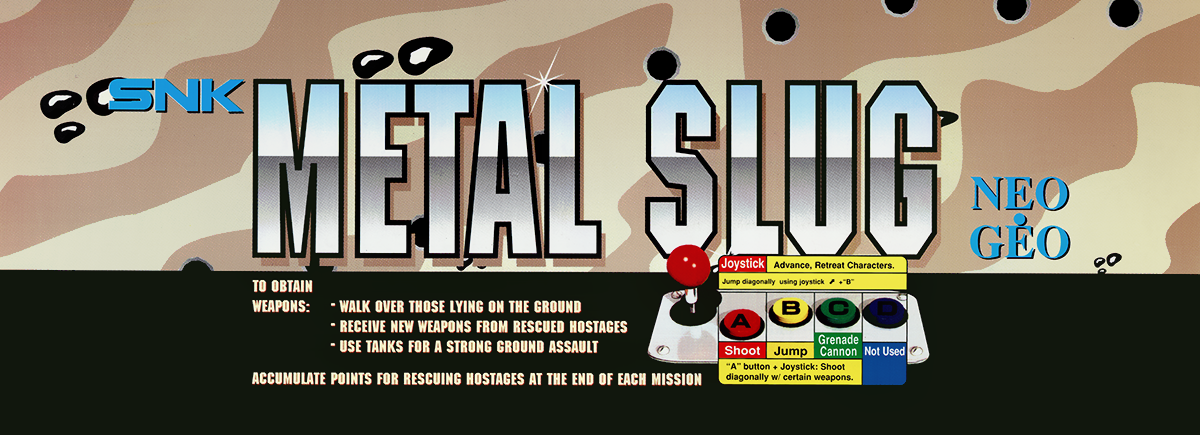 SNK
METAL SLUG
NEO
GEO
TO OBTAIN
WEAPONS: - WALK OVER THOSE LYING ON THE GROUND
- RECEIVE NEW WEAPONS FROM RESCUED HOSTAGES
- USE TANKS FOR A STRONG GROUND ASSAULT
ACCUMULATE POINTS FOR RESCUING HOSTAGES AT THE END OF EACH MISSION
Joystick Advance, Retreat Characters.
Jump diagonally using joystick ⬈ +"B"
A B C D
Shoot Jump Grenade Cannon Not Used
"A" button + Joystick: Shoot
diagonally w/ certain weapons.